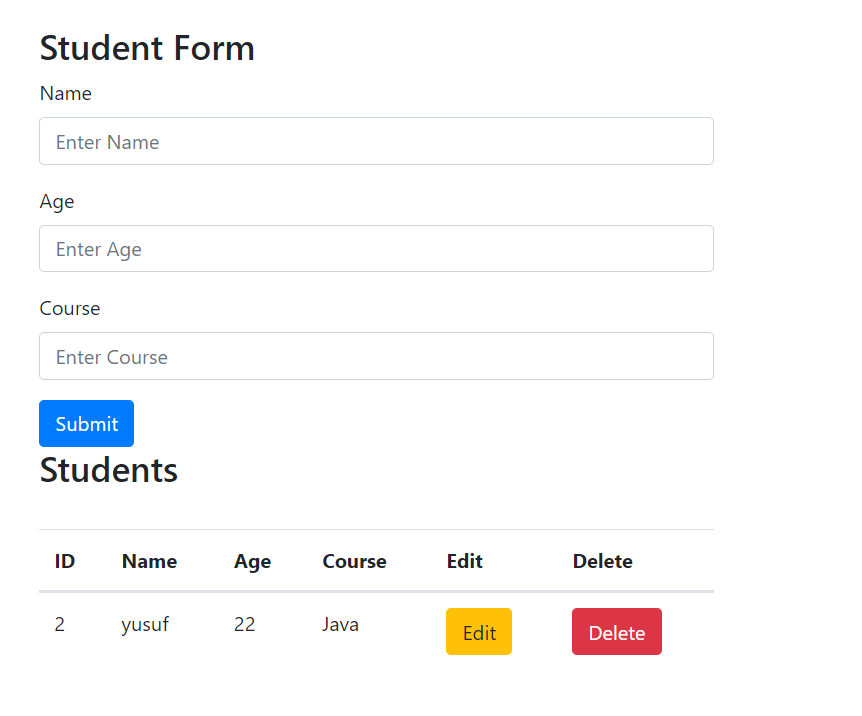 Student Form
Name
Enter Name
Age
Enter Age
Course
Enter Course
Submit
Students
ID Name Age Course Edit Delete
2 yusuf 22 Java Edit Delete